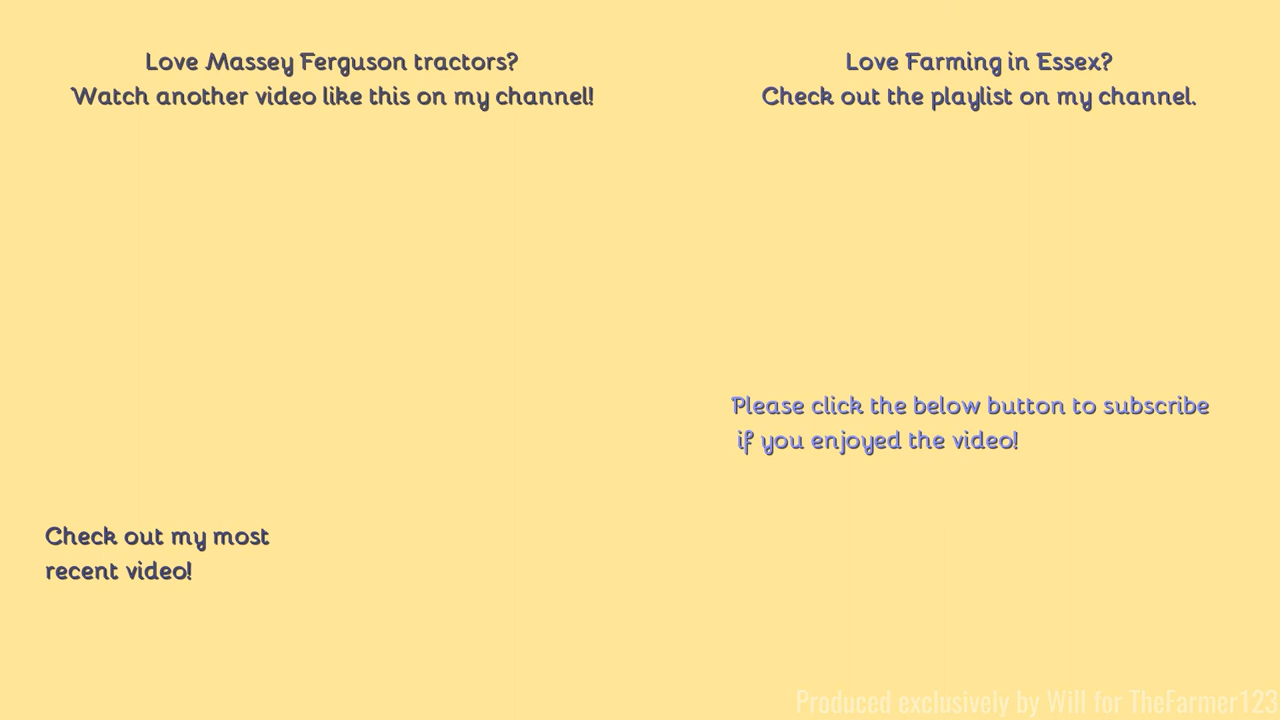 Love Massey Ferguson tractors?
Watch another video like this on my channel!
Love Farming in Essex?
Check out the playlist on my channel.
Please click the below button to subscribe
if you enjoyed the video!
Check out my most
recent video!
Produced exclusively by Will for TheFarmer123